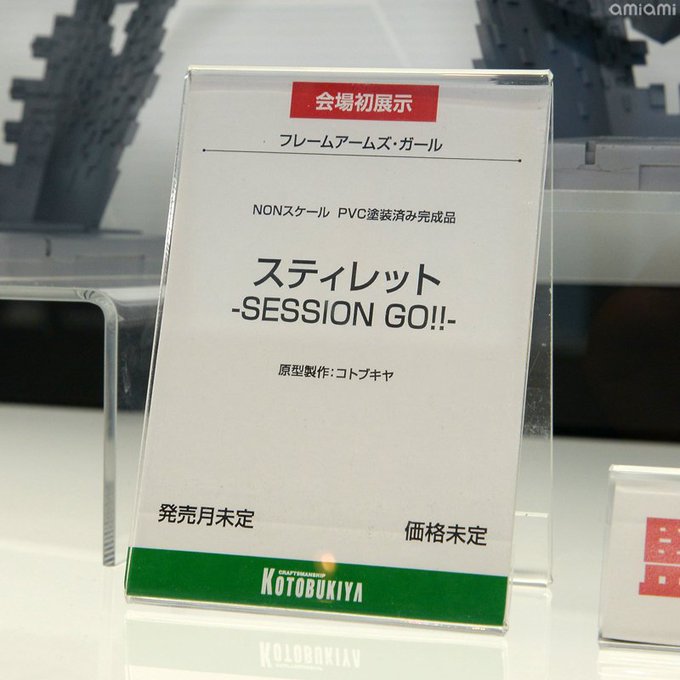 amiami
会場初展示
フレームアームズ・ガール
NONスケール PVC塗装済み完成品
スティレット
-SESSION GO!!-
原型製作：コトブキヤ
発売月未定
価格未定
CRAFTSMANSHIP
KOTOBUKIYA